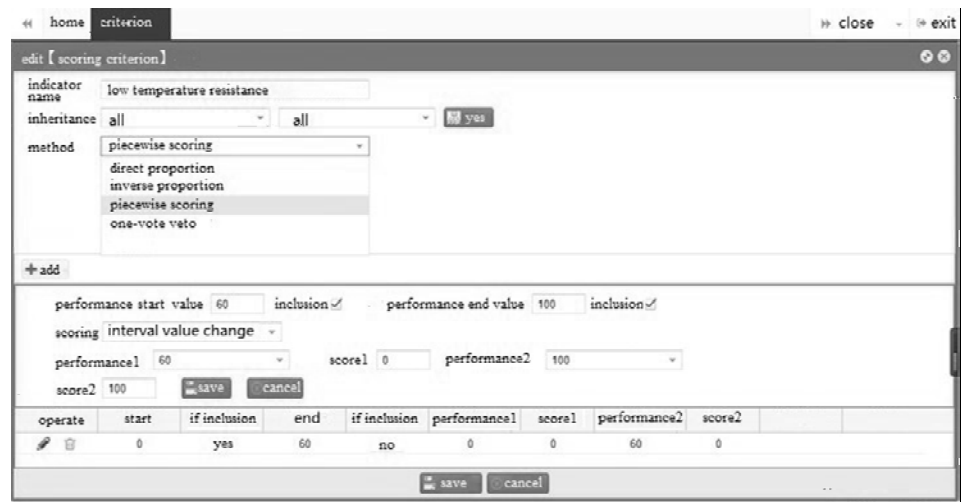 home criterion close exit
edit【scoring criterion】
indicator name low temperature resistance
inheritance all all yes
method piecewise scoring
direct proportion
inverse proportion
piecewise scoring
one-vote veto
add
performance start value 60 inclusion performance end value 100 inclusion
scoring interval value change
performance1 60 score1 0 performance2 100
score2 100 save cancel
operate start if inclusion end if inclusion performance1 score1 performance2 score2
0 yes 60 no 0 0 60 0
save cancel